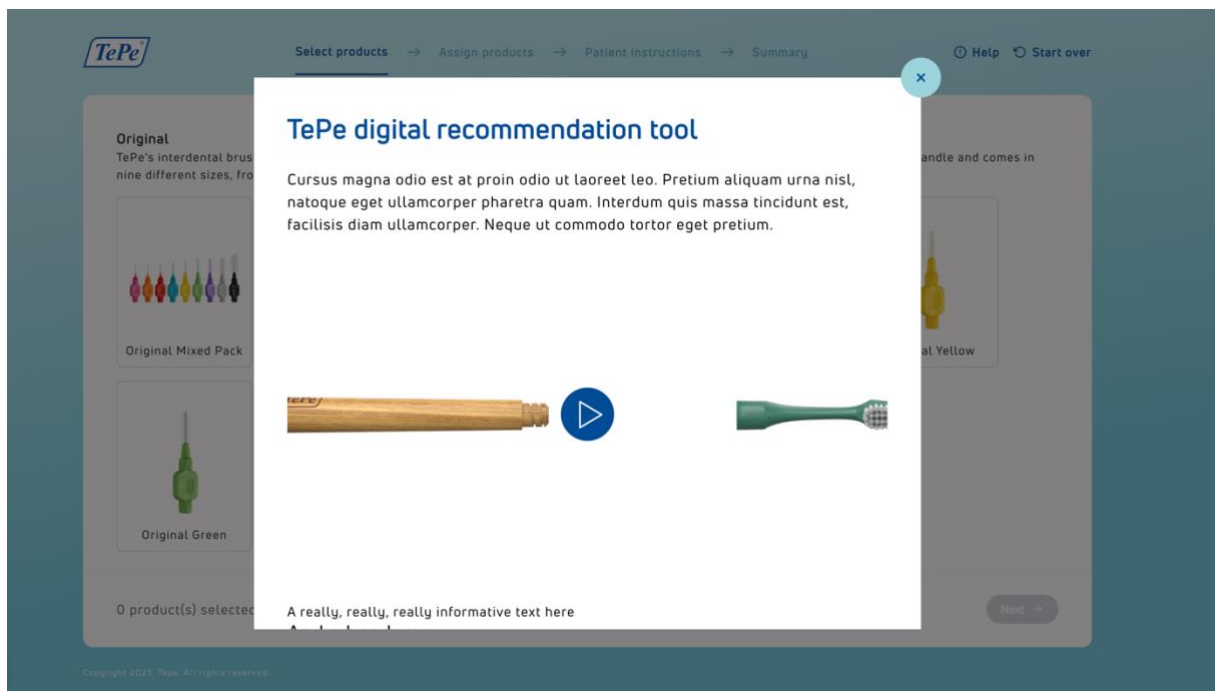 TePe
Select products → Assign products → Patient instructions → Summary
Help Start over
×
TePe digital recommendation tool
Cursus magna odio est at proin odio ut laoreet leo. Pretium aliquam urna nisl,
natoque eget ullamcorper pharetra quam. Interdum quis massa tincidunt est,
facilisis diam ullamcorper. Neque ut commodo tortor eget pretium.
TePe
A really, really, really informative text here
Original
TePe's interdental brus
andle and comes in
nine different sizes, fro
Original Mixed Pack
al Yellow
Original Green
0 product(s) selected
Next →
Copyright 2023, Tepe. All rights reserved.